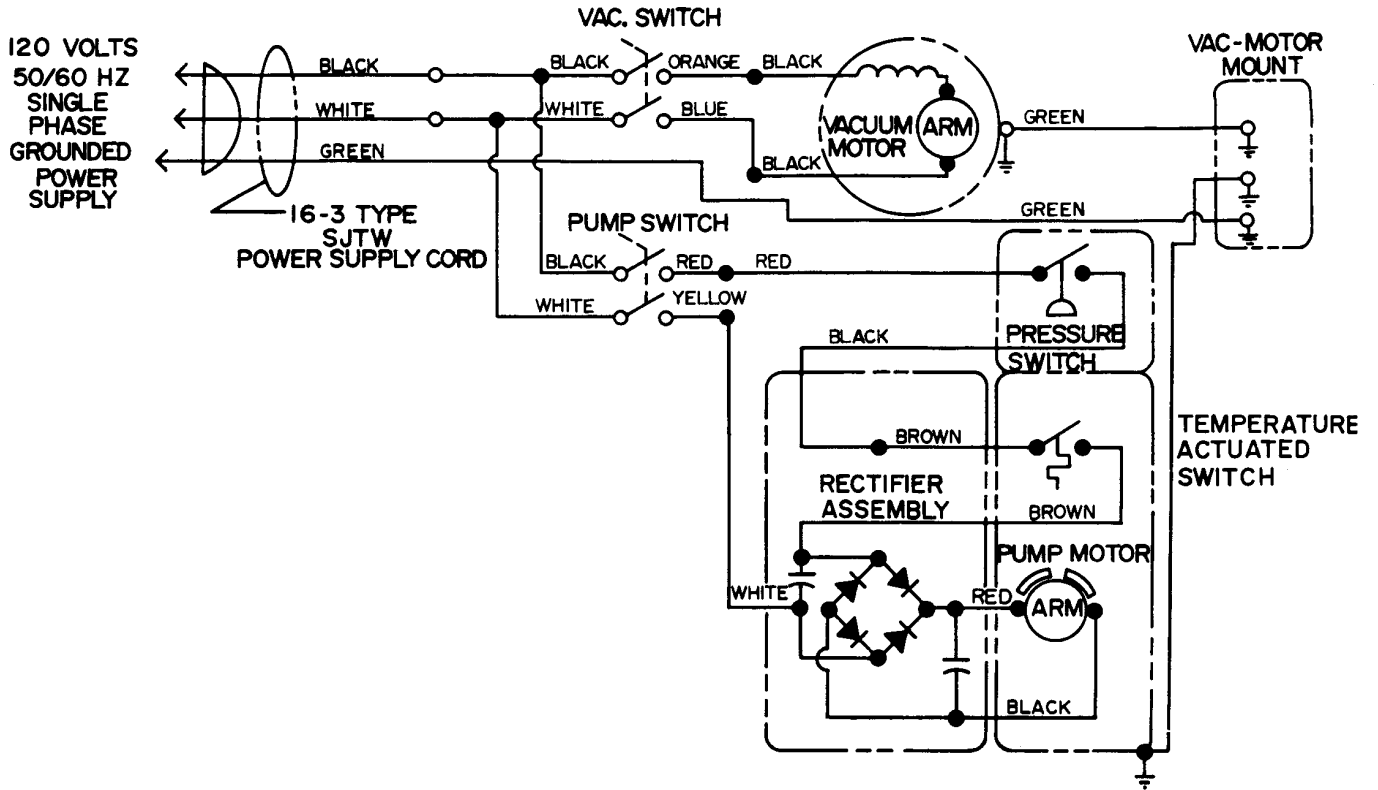 VAC. SWITCH
120 VOLTS
50/60 HZ
SINGLE
PHASE
GROUNDED
POWER
SUPPLY
BLACK
WHITE
GREEN
16-3 TYPE
SJTW
POWER SUPPLY CORD
BLACK
ORANGE
BLACK
WHITE
BLUE
BLACK
VACUUM
MOTOR
ARM
GREEN
VAC-MOTOR
MOUNT
GREEN
PUMP SWITCH
BLACK
RED
RED
WHITE
YELLOW
BLACK
PRESSURE
SWITCH
BROWN
TEMPERATURE
ACTUATED
SWITCH
RECTIFIER
ASSEMBLY
BROWN
PUMP MOTOR
WHITE
RED
ARM
BLACK